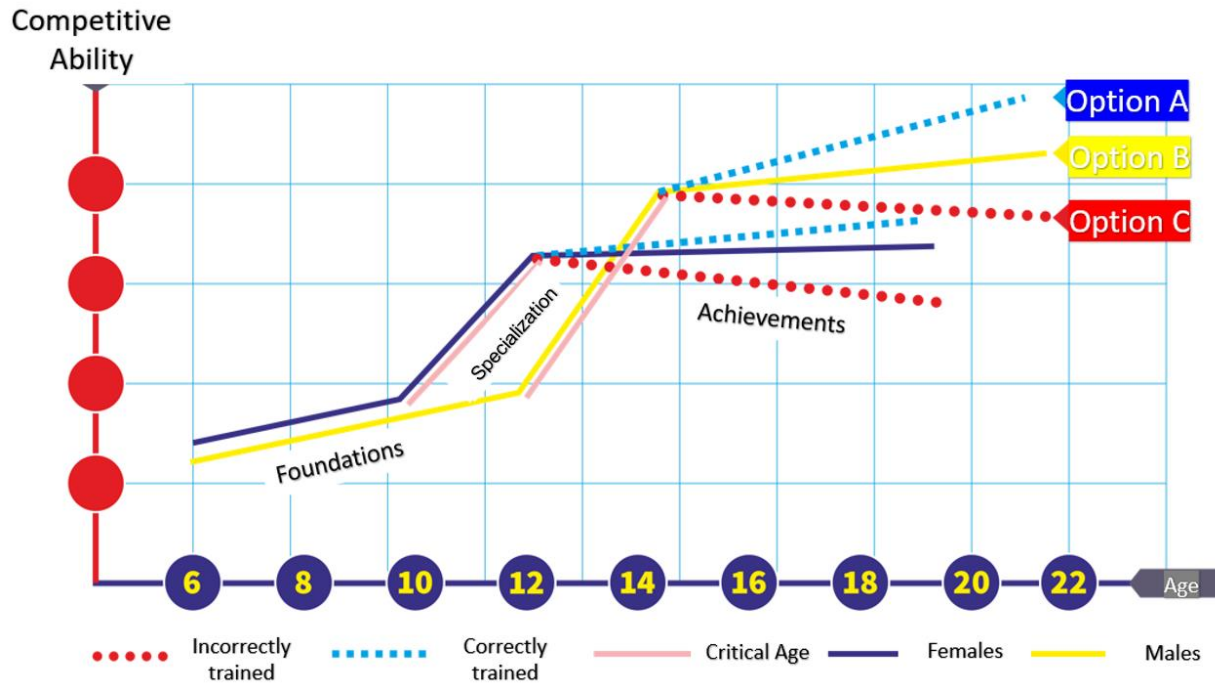 Competitive
Ability
Option A
Option B
Option C
Specialization
Achievements
Foundations
6 8 10 12 14 16 18 20 22 Age
Incorrectly
trained
Correctly
trained
Critical Age
Females
Males